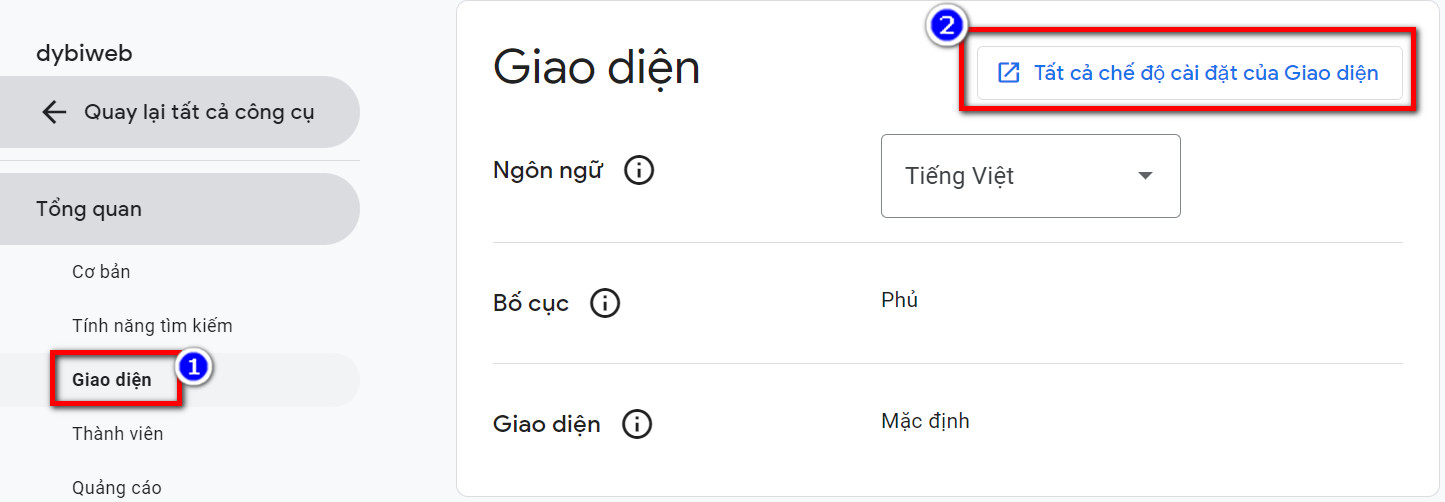 dybiweb
Quay lại tất cả công cụ
Tổng quan
Cơ bản
Tính năng tìm kiếm
Giao diện
1
Thành viên
Quảng cáo
Giao diện
2
Tất cả chế độ cài đặt của Giao diện
Ngôn ngữ
Tiếng Việt
Bố cục
Phủ
Giao diện
Mặc định